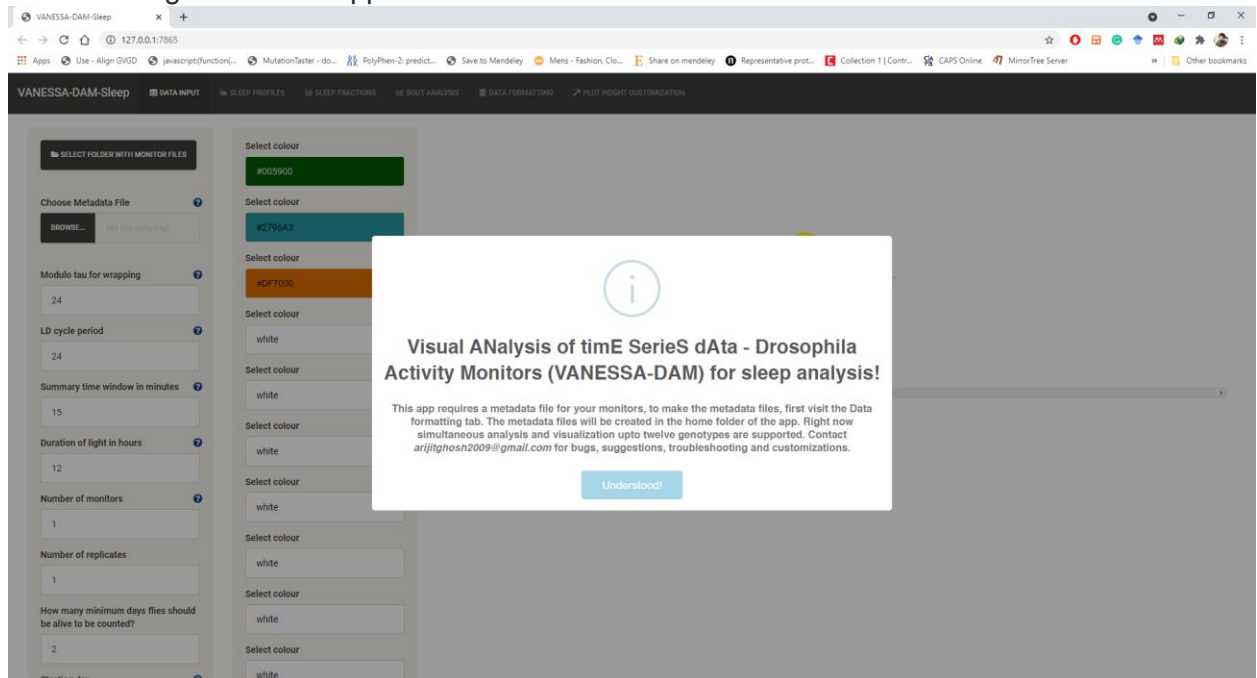 VANESSA-DAM-Sleep
127.0.0.1:7865
Apps Use - Align GVGD javascript:(function(... MutationTaster - do... PolyPhen-2: predict... Save to Mendeley Mens - Fashion, Clo... Share on mendeley Representative prot... Collection 1 | Contr... CAPS Online MirrorTree Server Other bookmarks
VANESSA-DAM-Sleep DATA INPUT SLEEP PROFILES SLEEP FRACTIONS BOUT ANALYSIS DATA FORMATTING PLOT HEIGHT CUSTOMIZATION
SELECT FOLDER WITH MONITOR FILES
Choose Metadata File
BROWSE... No file selected
Modulo tau for wrapping
24
LD cycle period
24
Summary time window in minutes
15
Duration of light in hours
12
Number of monitors
1
Number of replicates
1
How many minimum days flies should
be alive to be counted?
2
Select colour
#005900
Select colour
#2796A3
Select colour
#DF7000
Select colour
white
Select colour
white
Select colour
white
Select colour
white
Select colour
white
Select colour
white
Select colour
white
Visual ANalysis of timE SerieS dAta - Drosophila
Activity Monitors (VANESSA-DAM) for sleep analysis!
This app requires a metadata file for your monitors, to make the metadata files, first visit the Data
formatting tab. The metadata files will be created in the home folder of the app. Right now
simultaneous analysis and visualization upto twelve genotypes are supported. Contact
arijitghosh2009@gmail.com for bugs, suggestions, troubleshooting and customizations.
Understood!